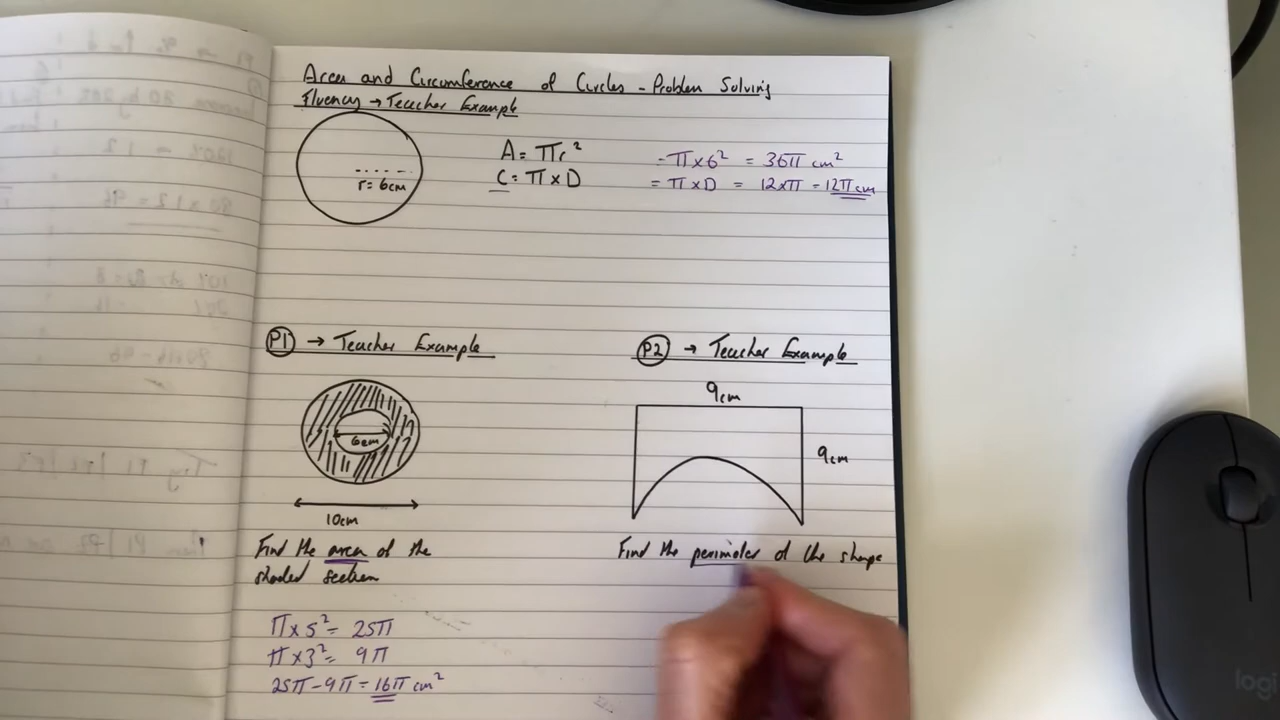 Area and Circumference of Circles - Problem Solving
Fluency → Teacher Example
r = 6cm
A = πr²
C = π × D
= π×6² = 36π cm²
= π×D = 12×π = 12π cm
P1 → Teacher Example
6cm
10cm
Find the area of the
shaded section
π×5² = 25π
π×3² = 9π
25π-9π = 16π cm²
P2 → Teacher Example
9cm
9cm
Find the perimeter of the shape
logi